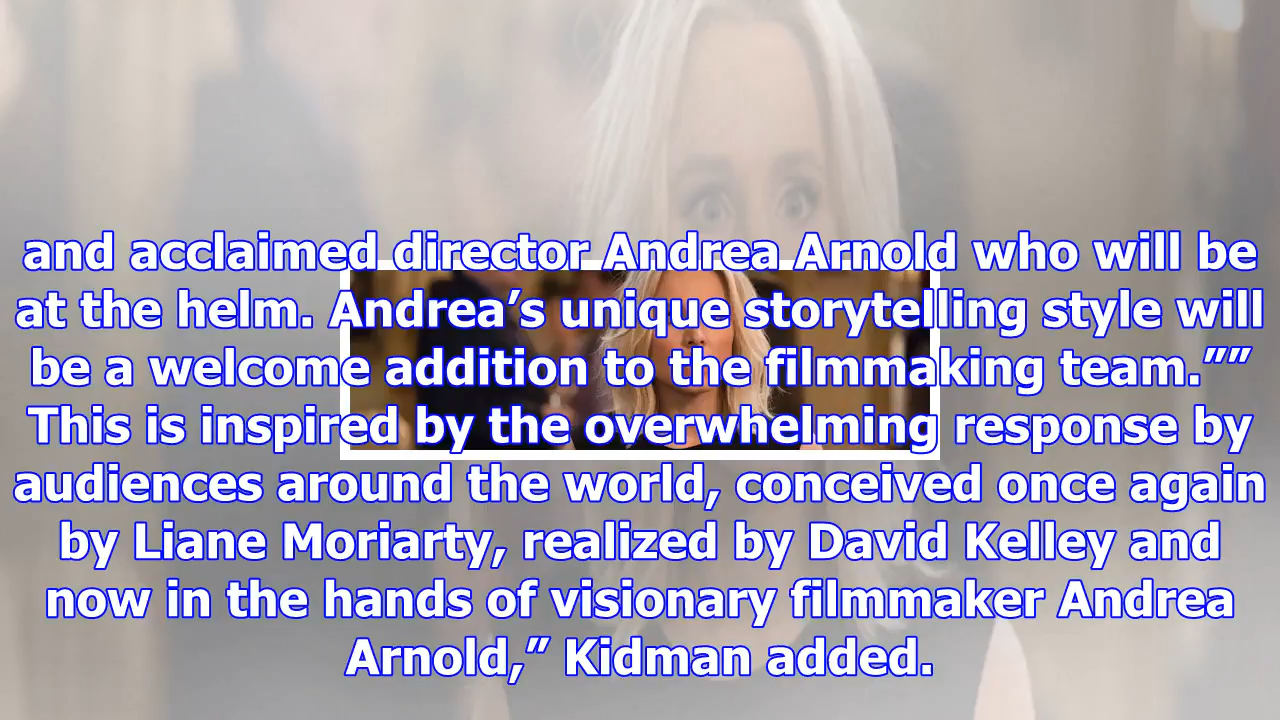 and acclaimed director Andrea Arnold who will be
at the helm. Andrea’s unique storytelling style will
be a welcome addition to the filmmaking team.””
This is inspired by the overwhelming response by
audiences around the world, conceived once again
by Liane Moriarty, realized by David Kelley and
now in the hands of visionary filmmaker Andrea
Arnold,” Kidman added.